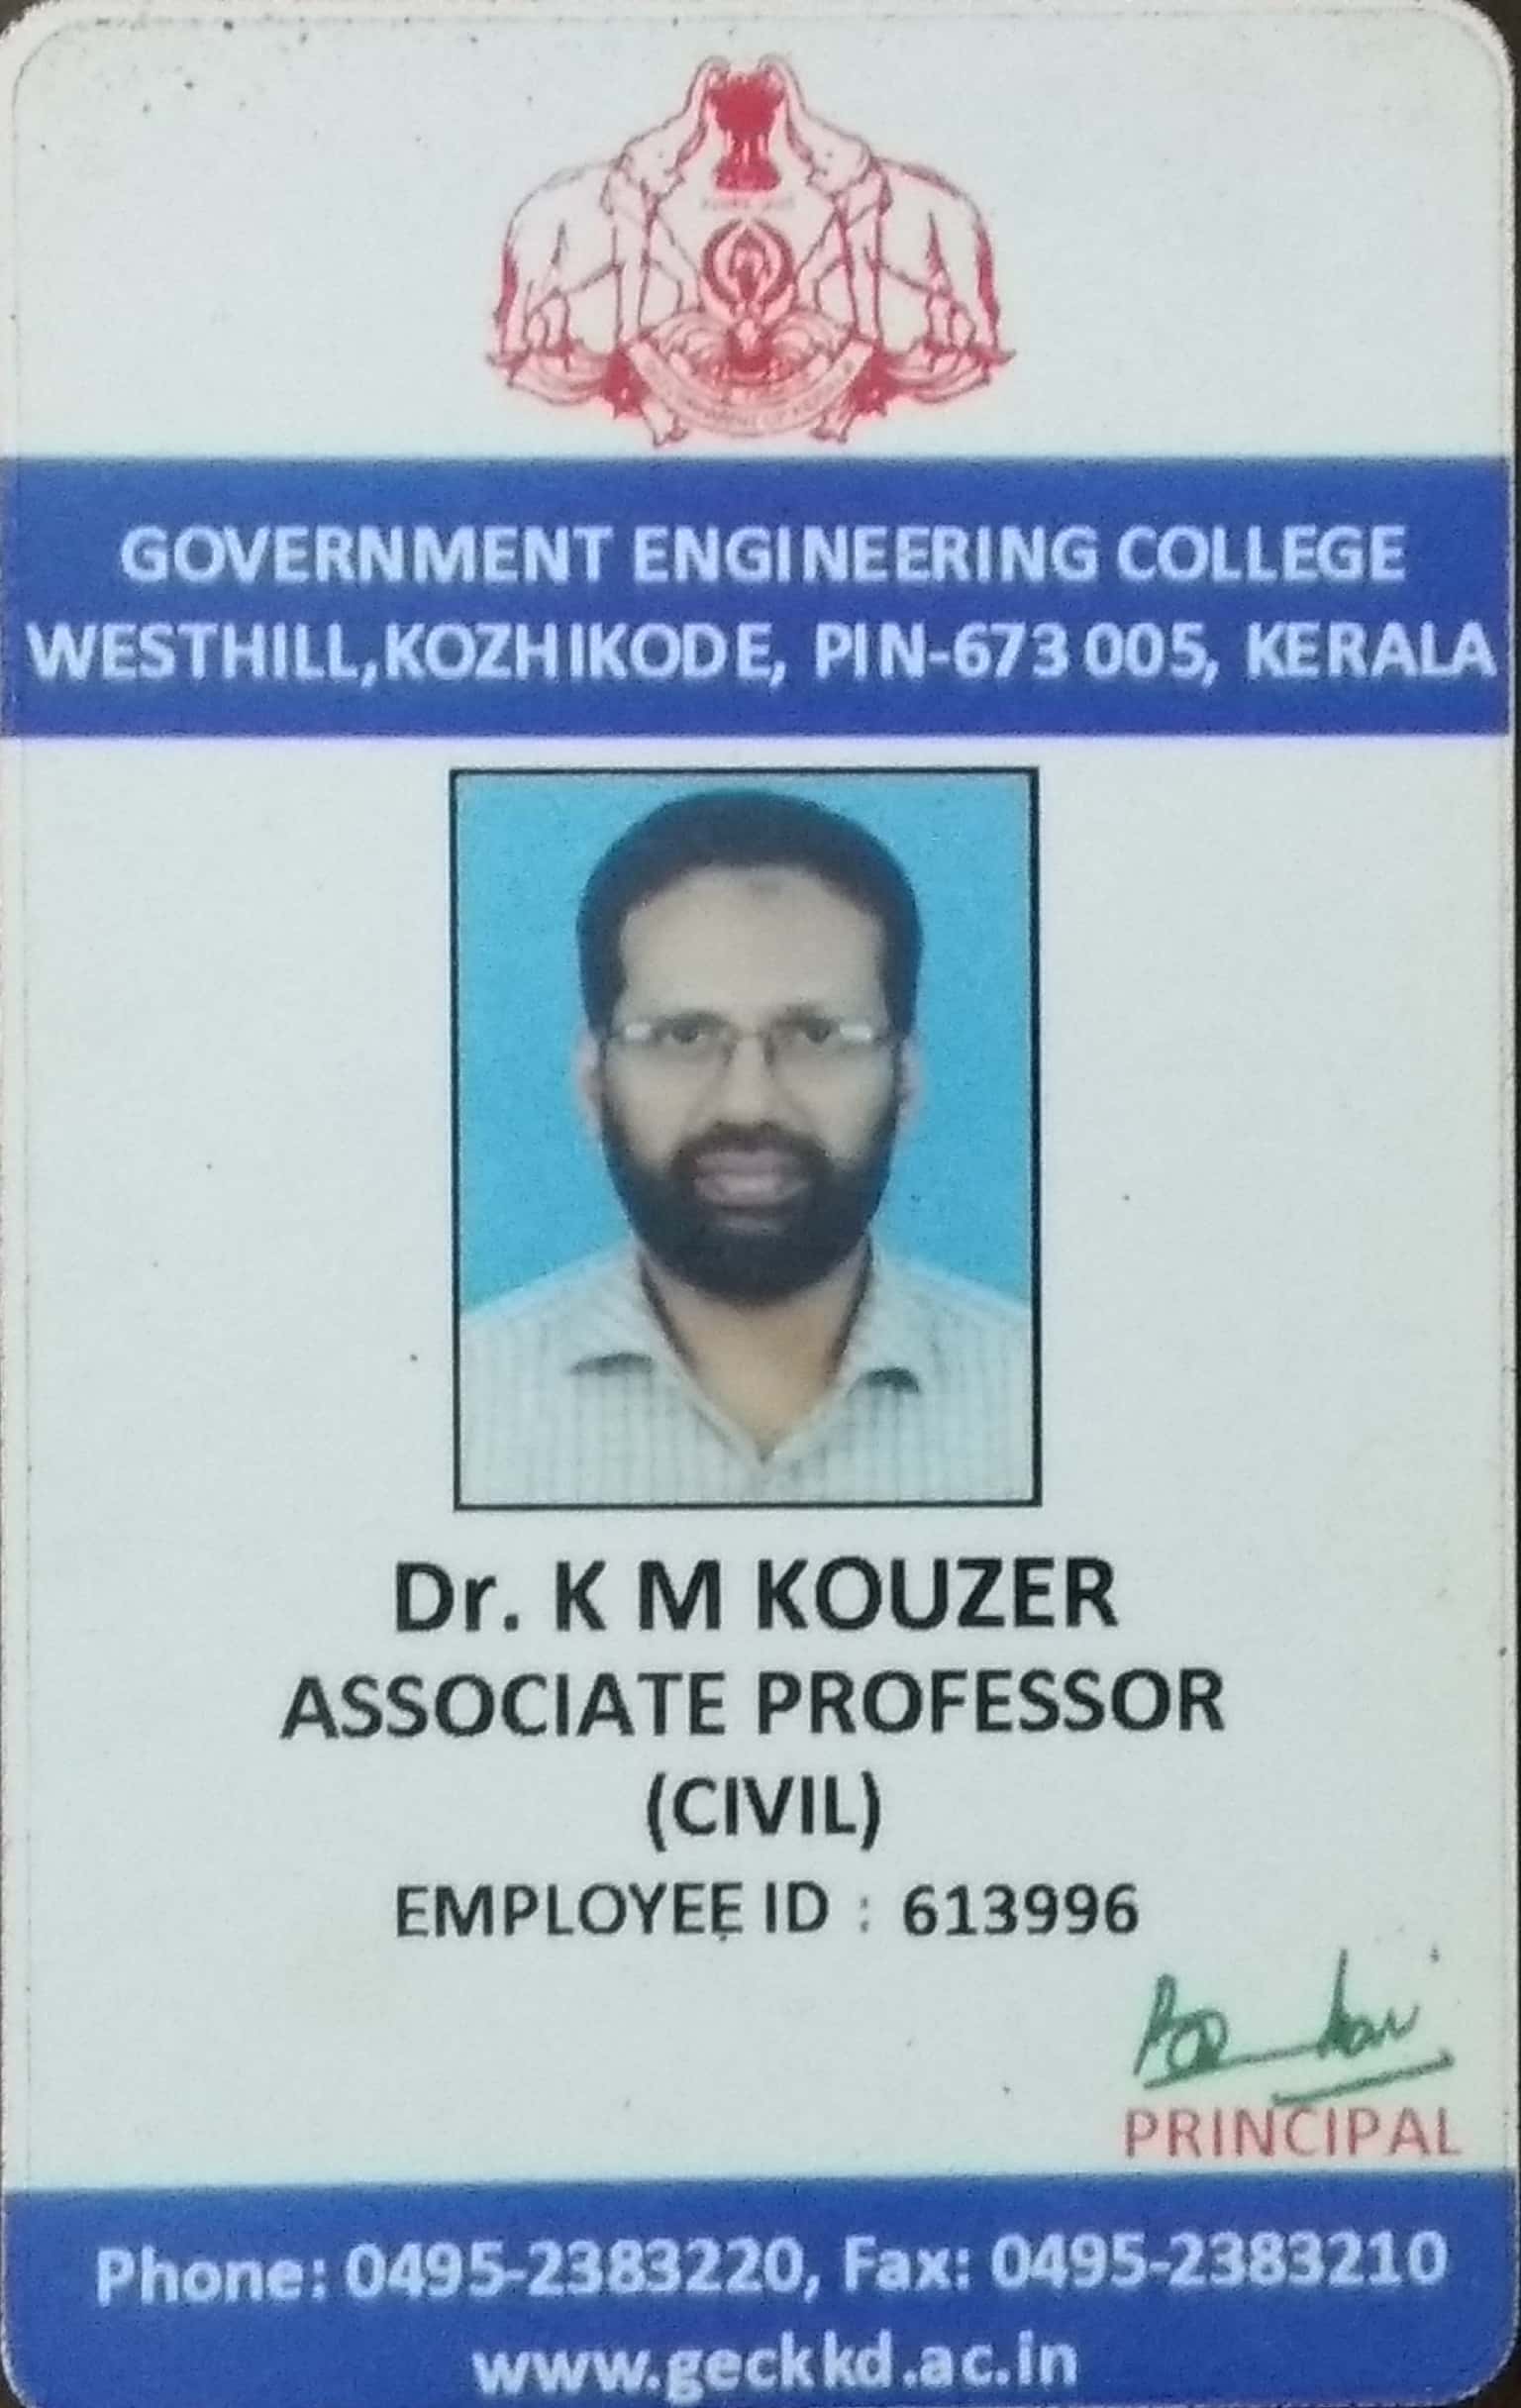 GOVERNMENT ENGINEERING COLLEGE
WESTHILL,KOZHIKODE, PIN-673 005, KERALA
Dr. K M KOUZER
ASSOCIATE PROFESSOR
(CIVIL)
EMPLOYEE ID : 613996
PRINCIPAL
Phone: 0495-2383220, Fax: 0495-2383210
www.geckkd.ac.in